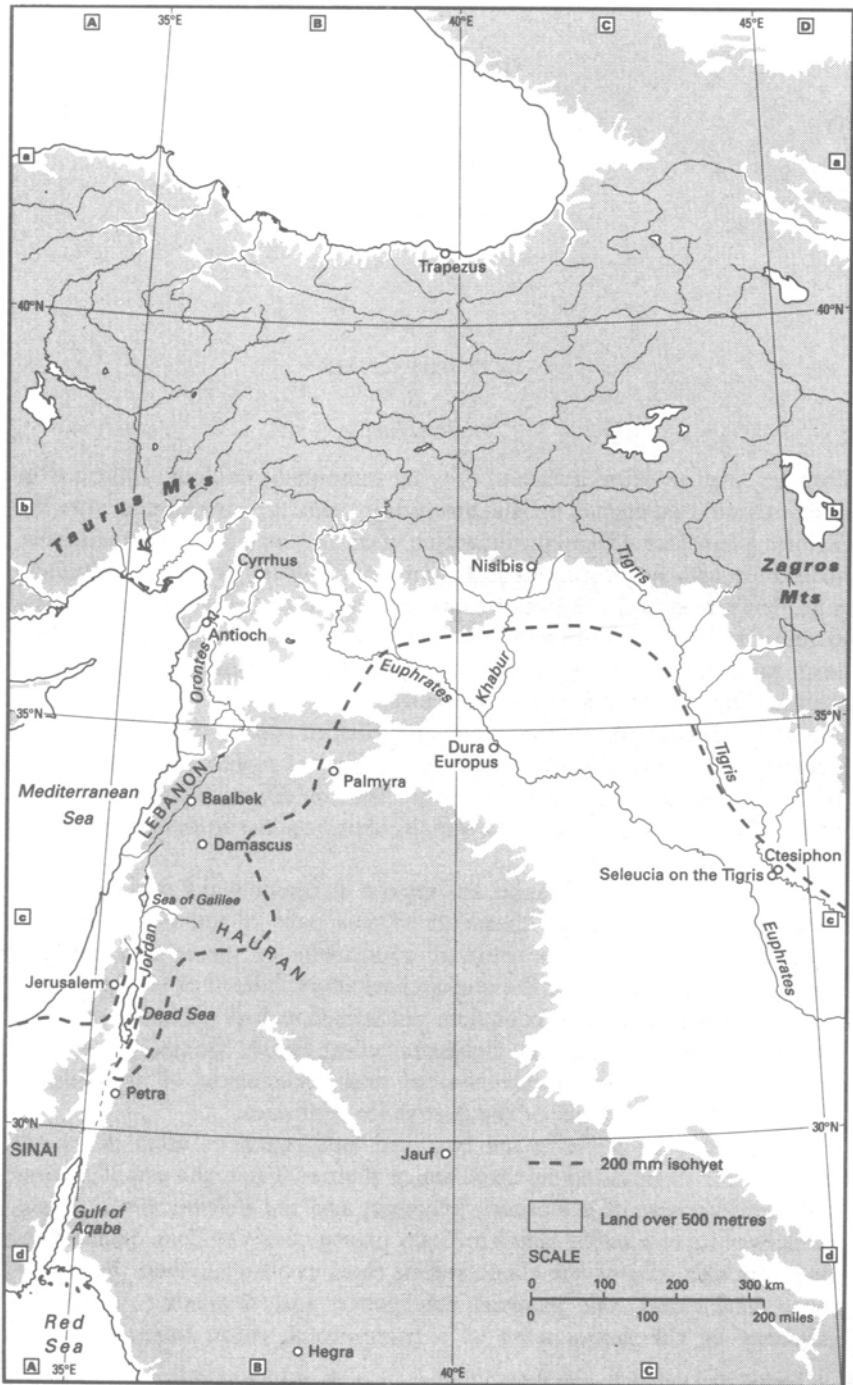 35°E
40°E
45°E
A
B
C
D
a
a
Trapezus
40°N
40°N
Taurus Mts
b
b
Cyrrhus
Nisibis
Tigris
Zagros
Mts
Antioch
Orontes
Euphrates
Khabur
35°N
35°N
Dura
Europus
Tigris
Palmyra
Mediterranean
Sea
LEBANON
Baalbek
Damascus
Ctesiphon
Seleucia on the Tigris
Sea of Galilee
c
c
HAURAN
Jordan
Euphrates
Jerusalem
Dead Sea
Petra
30°N
30°N
SINAI
Jauf
200 mm isohyet
Gulf of
Aqaba
Land over 500 metres
d
d
SCALE
0 100 200 300 km
0 100 200 miles
Red
Sea
Hegra
A
35°E
B
40°E
C